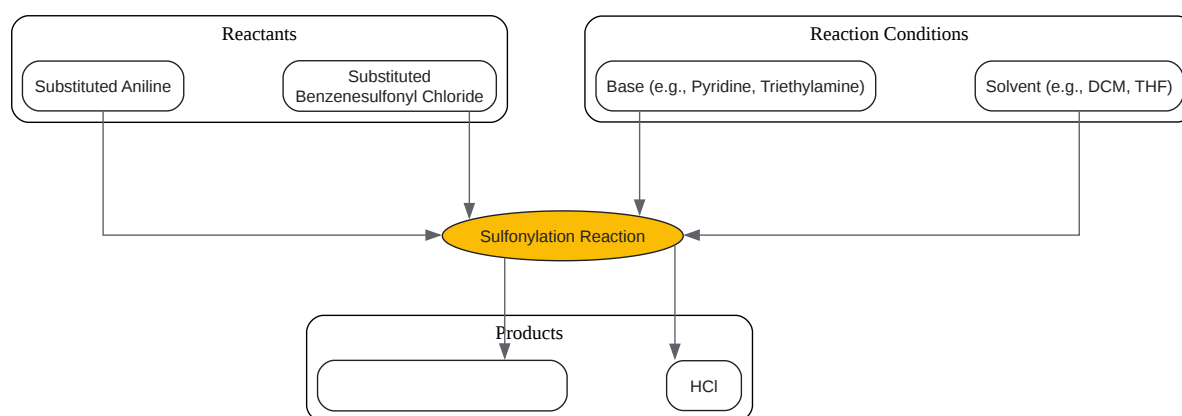 Reactants
Reaction Conditions
Substituted Aniline
Substituted
Benzenesulfonyl Chloride
Base (e.g., Pyridine, Triethylamine)
Solvent (e.g., DCM, THF)
Sulfonylation Reaction
Products
HCl